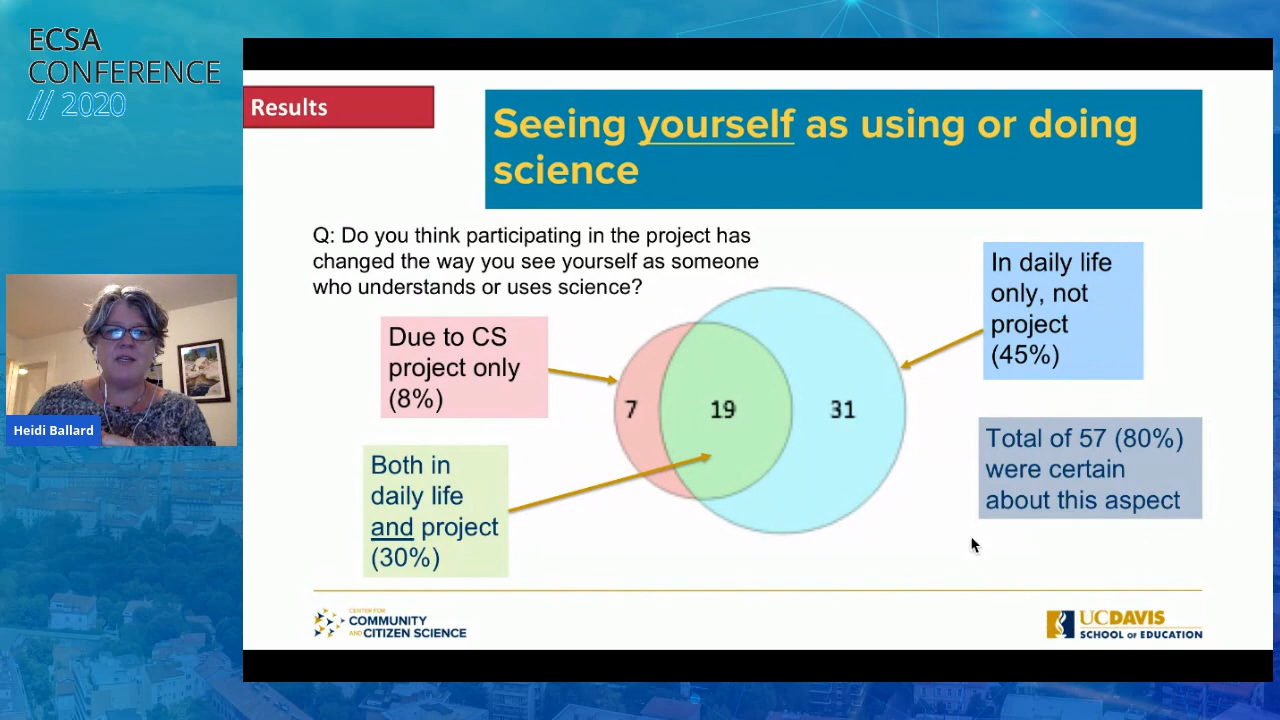 ECSA
CONFERENCE
// 2020
Results
Seeing yourself as using or doing
science
Q: Do you think participating in the project has
changed the way you see yourself as someone
who understands or uses science?
In daily life
only, not
project
(45%)
Due to CS
project only
(8%)
7
19
31
Heidi Ballard
Both in
daily life
and project
(30%)
Total of 57 (80%)
were certain
about this aspect
CENTER FOR
COMMUNITY
AND CITIZEN SCIENCE
UCDAVIS
SCHOOL OF EDUCATION